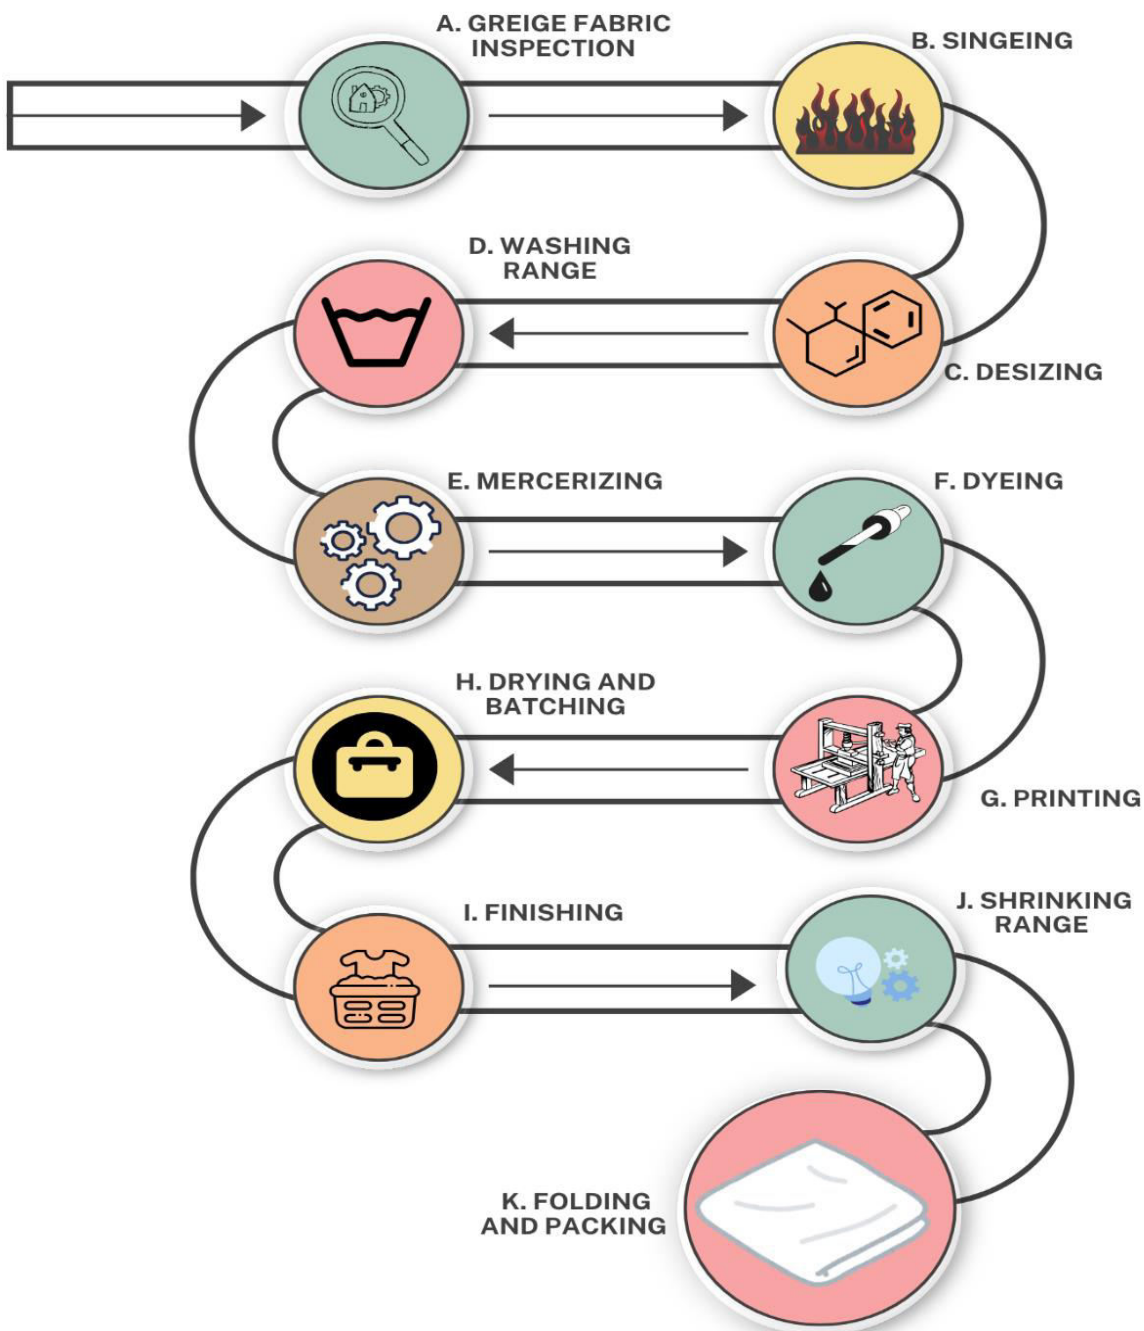 A. GREIGE FABRIC
INSPECTION
B. SINGEING
C. DESIZING
D. WASHING
RANGE
E. MERCERIZING
F. DYEING
G. PRINTING
H. DRYING AND
BATCHING
I. FINISHING
J. SHRINKING
RANGE
K. FOLDING
AND PACKING